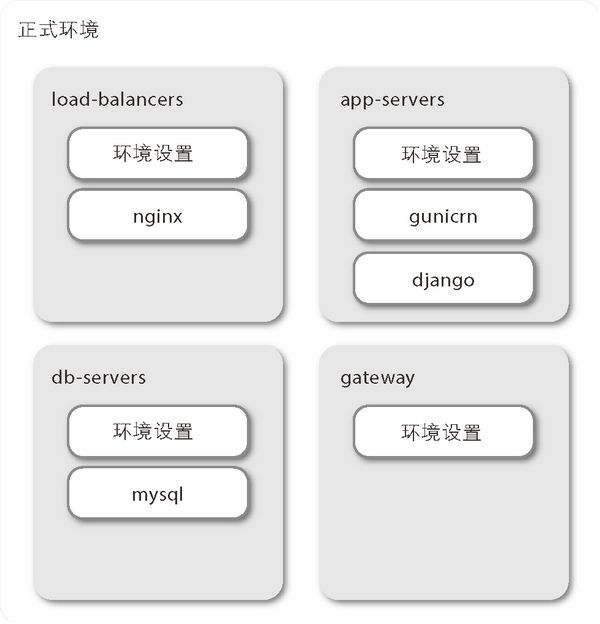 正式环境
load-balancers
环境设置
nginx
app-servers
环境设置
gunicrn
django
db-servers
环境设置
mysql
gateway
环境设置